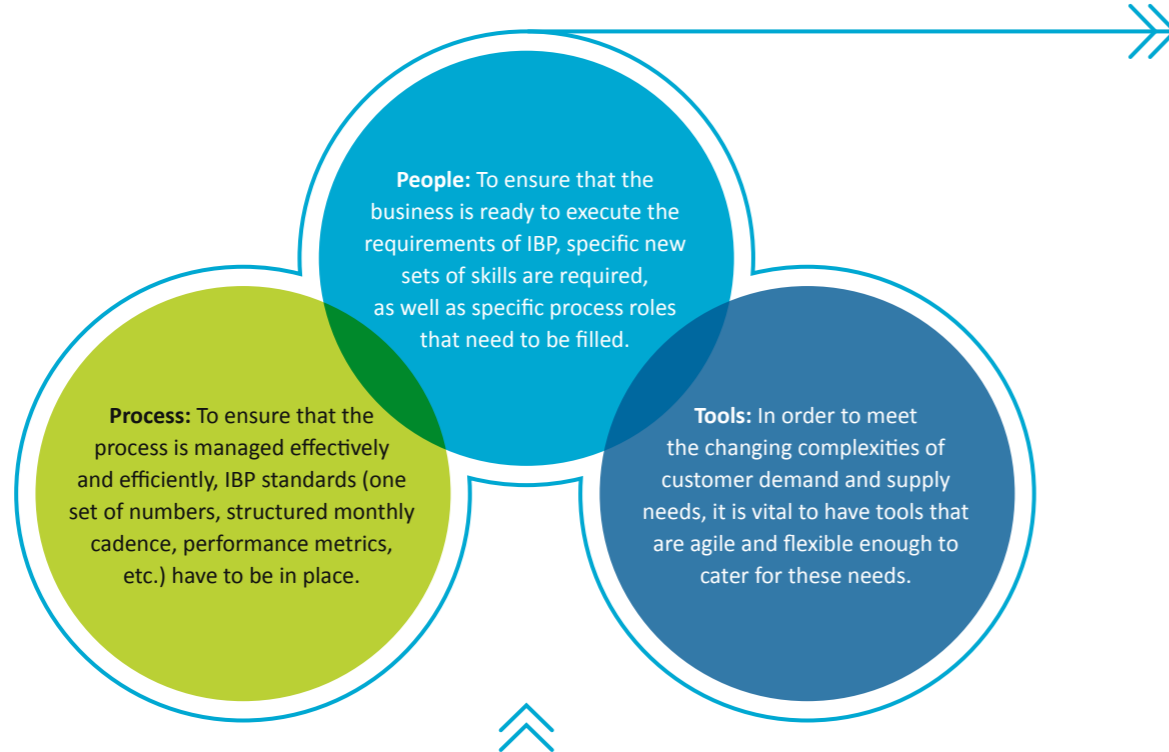 People: To ensure that the
business is ready to execute the
requirements of IBP, specific new
sets of skills are required,
as well as specific process roles
that need to be filled.
Process: To ensure that the
process is managed effectively
and efficiently, IBP standards (one
set of numbers, structured monthly
cadence, performance metrics,
etc.) have to be in place.
Tools: In order to meet
the changing complexities of
customer demand and supply
needs, it is vital to have tools that
are agile and flexible enough to
cater for these needs.